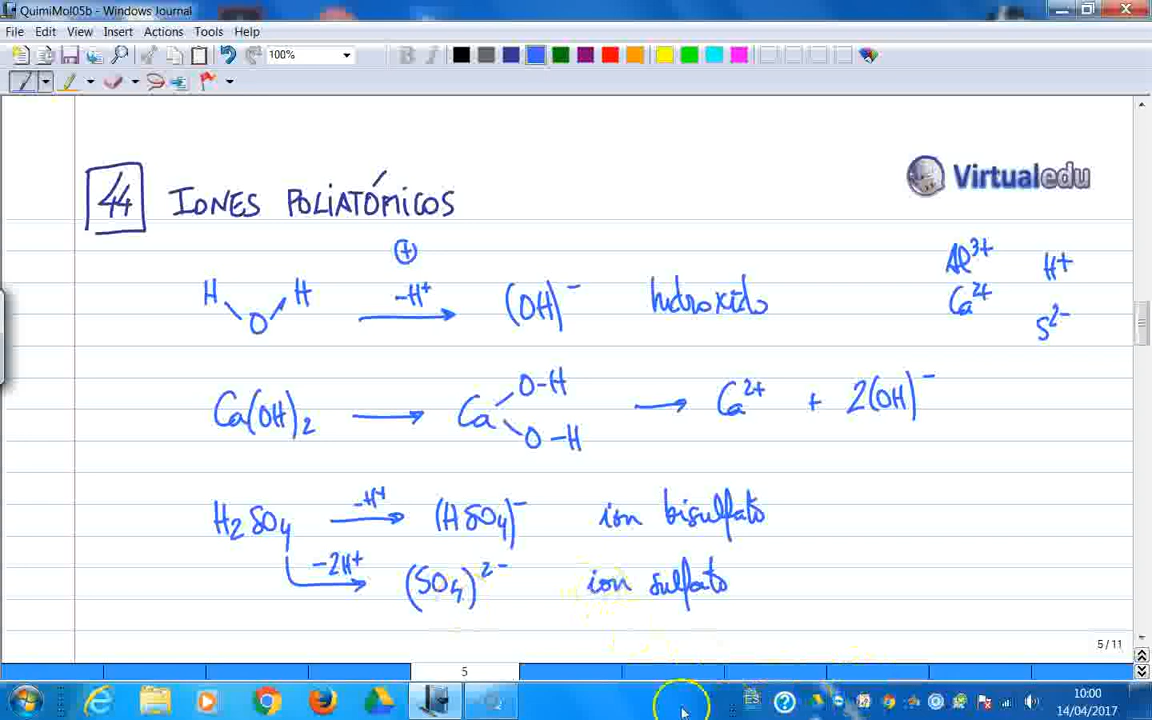 QuimiMol05b - Windows Journal
File Edit View Insert Actions Tools Help
100%
44 IONES POLIATÓMICOS
Virtualedu
+
Al3+ H+
H H -H+ (OH)- hidroxido
O
Ca2+ S2-
Ca(OH)2 → Ca O-H O-H → Ca2+ + 2(OH)-
H2SO4 -H+ → (HSO4)- ion bisulfato
-2H+ → (SO4)2- ion sulfato
5/11
5
10:00
14/04/2017